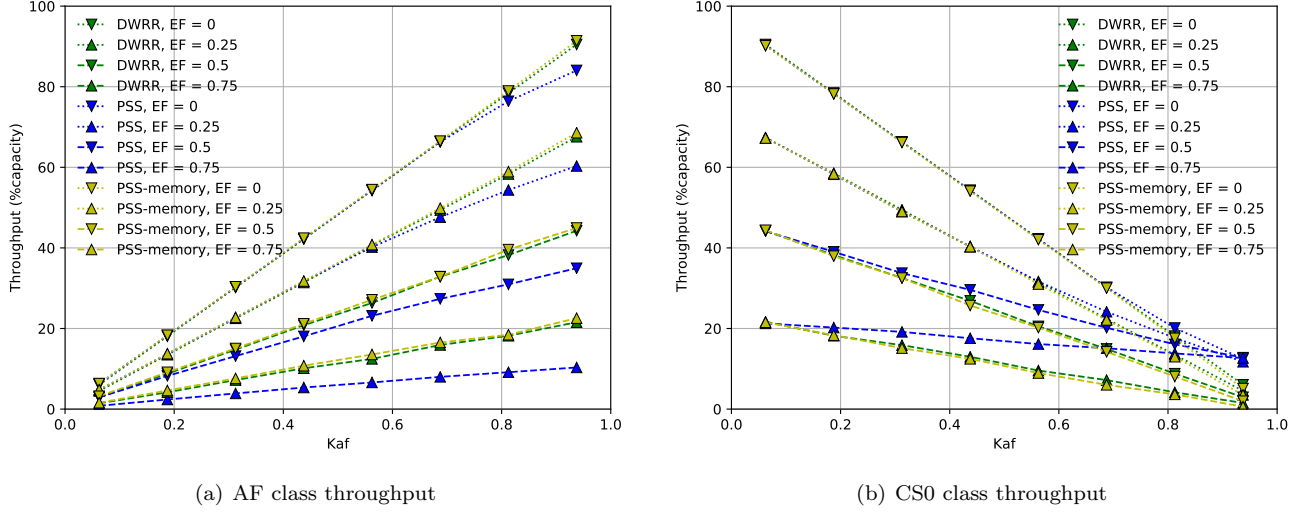 100
80
60
40
20
0
Throughput (%capacity)
DWRR, EF = 0
DWRR, EF = 0.25
DWRR, EF = 0.5
DWRR, EF = 0.75
PSS, EF = 0
PSS, EF = 0.25
PSS, EF = 0.5
PSS, EF = 0.75
PSS-memory, EF = 0
PSS-memory, EF = 0.25
PSS-memory, EF = 0.5
PSS-memory, EF = 0.75
0.0 0.2 0.4 0.6 0.8 1.0
Kaf
(a) AF class throughput
100
80
60
40
20
0
Throughput (%capacity)
DWRR, EF = 0
DWRR, EF = 0.25
DWRR, EF = 0.5
DWRR, EF = 0.75
PSS, EF = 0
PSS, EF = 0.25
PSS, EF = 0.5
PSS, EF = 0.75
PSS-memory, EF = 0
PSS-memory, EF = 0.25
PSS-memory, EF = 0.5
PSS-memory, EF = 0.75
0.0 0.2 0.4 0.6 0.8 1.0
Kaf
(b) CS0 class throughput